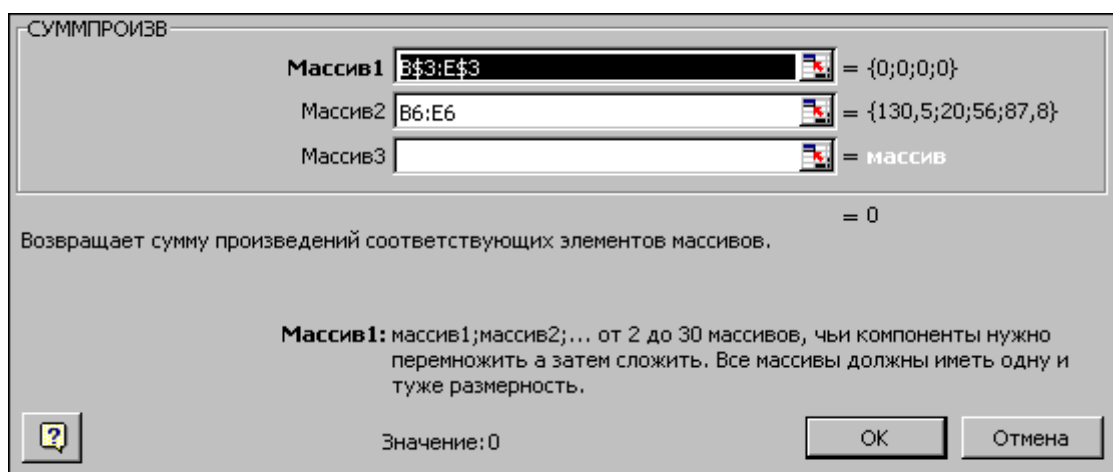 СУММПРОИЗВ
Массив1 B$3:E$3 = {0;0;0;0}
Массив2 B6:E6 = {130,5;20;56;87,8}
Массив3 = массив
= 0
Возвращает сумму произведений соответствующих элементов массивов.
Массив1: массив1;массив2;... от 2 до 30 массивов, чьи компоненты нужно
перемножить а затем сложить. Все массивы должны иметь одну и
туже размерность.
Значение:0 OK Отмена